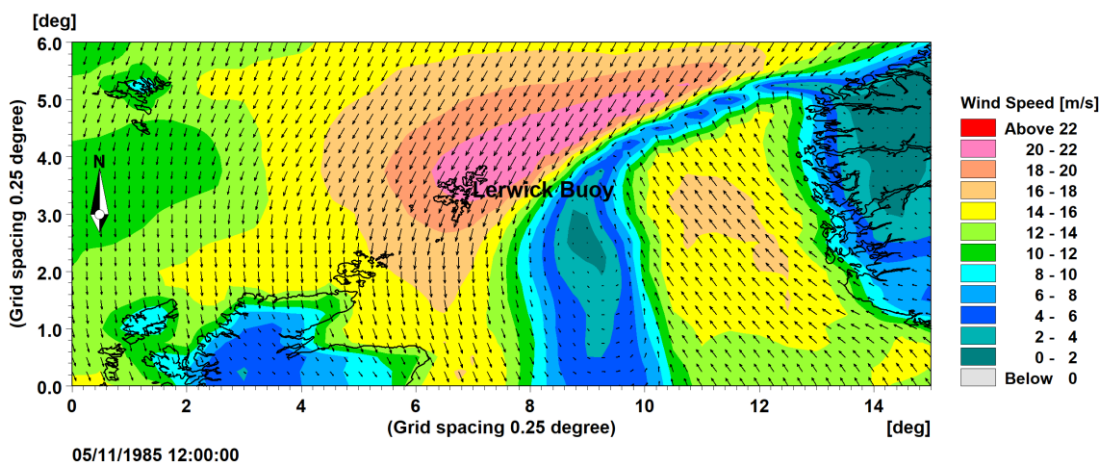 [deg]
(Grid spacing 0.25 degree)
6.0
5.0
4.0
3.0
2.0
1.0
0.0
N
Lerwick Buoy
0
2
4
6
8
10
12
14
(Grid spacing 0.25 degree)
[deg]
05/11/1985 12:00:00
Wind Speed [m/s]
Above 22
20 - 22
18 - 20
16 - 18
14 - 16
12 - 14
10 - 12
8 - 10
6 - 8
4 - 6
2 - 4
0 - 2
Below 0